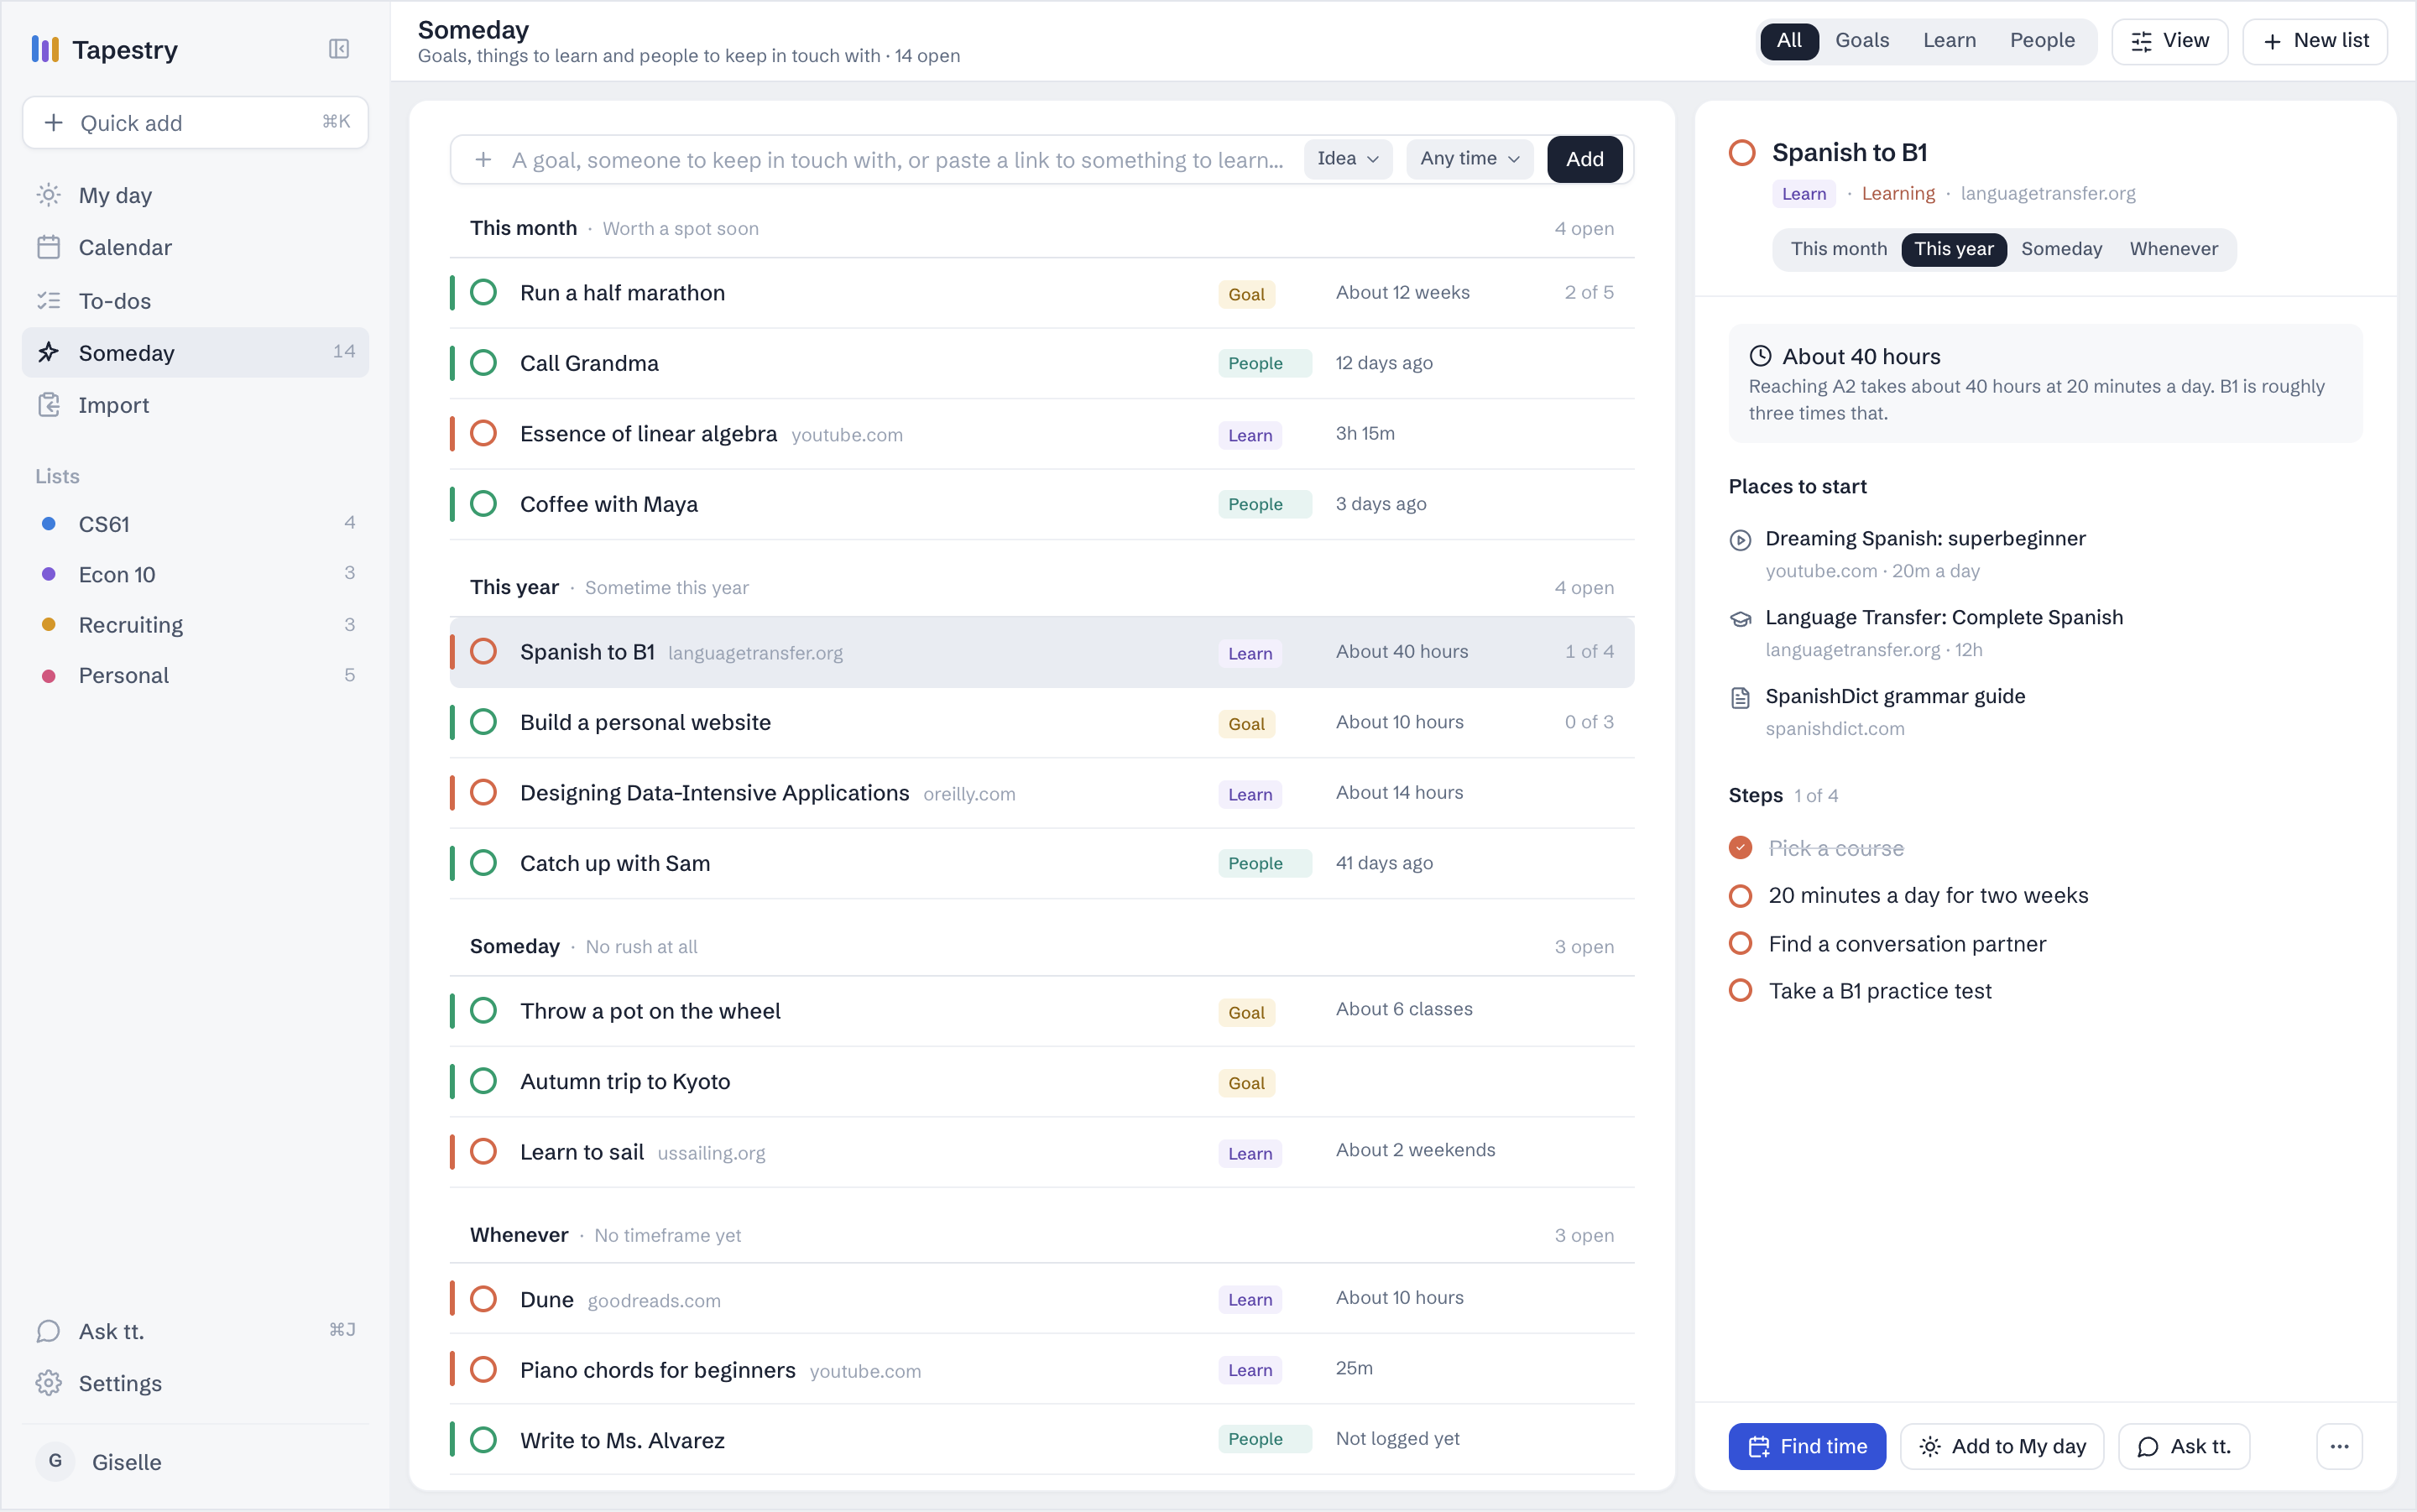 Tapestry
Quick add ⌘K
My day
Calendar
To-dos
Someday 14
Import
Lists
CS61 4
Econ 10 3
Recruiting 3
Personal 5
Ask tt. ⌘J
Settings
G Giselle
Someday
Goals, things to learn and people to keep in touch with · 14 open
All Goals Learn People View New list
A goal, someone to keep in touch with, or paste a link to something to learn... Idea Any time Add
This month · Worth a spot soon 4 open
Run a half marathon Goal About 12 weeks 2 of 5
Call Grandma People 12 days ago
Essence of linear algebra youtube.com Learn 3h 15m
Coffee with Maya People 3 days ago
This year · Sometime this year 4 open
Spanish to B1 languagetransfer.org Learn About 40 hours 1 of 4
Build a personal website Goal About 10 hours 0 of 3
Designing Data-Intensive Applications oreilly.com Learn About 14 hours
Catch up with Sam People 41 days ago
Someday · No rush at all 3 open
Throw a pot on the wheel Goal About 6 classes
Autumn trip to Kyoto Goal
Learn to sail ussailing.org Learn About 2 weekends
Whenever · No timeframe yet 3 open
Dune goodreads.com Learn About 10 hours
Piano chords for beginners youtube.com Learn 25m
Write to Ms. Alvarez People Not logged yet
Spanish to B1
Learn · Learning · languagetransfer.org
This month This year Someday Whenever
About 40 hours
Reaching A2 takes about 40 hours at 20 minutes a day. B1 is roughly
three times that.
Places to start
Dreaming Spanish: superbeginner
youtube.com · 20m a day
Language Transfer: Complete Spanish
languagetransfer.org · 12h
SpanishDict grammar guide
spanishdict.com
Steps 1 of 4
Pick a course
20 minutes a day for two weeks
Find a conversation partner
Take a B1 practice test
Find time Add to My day Ask tt.